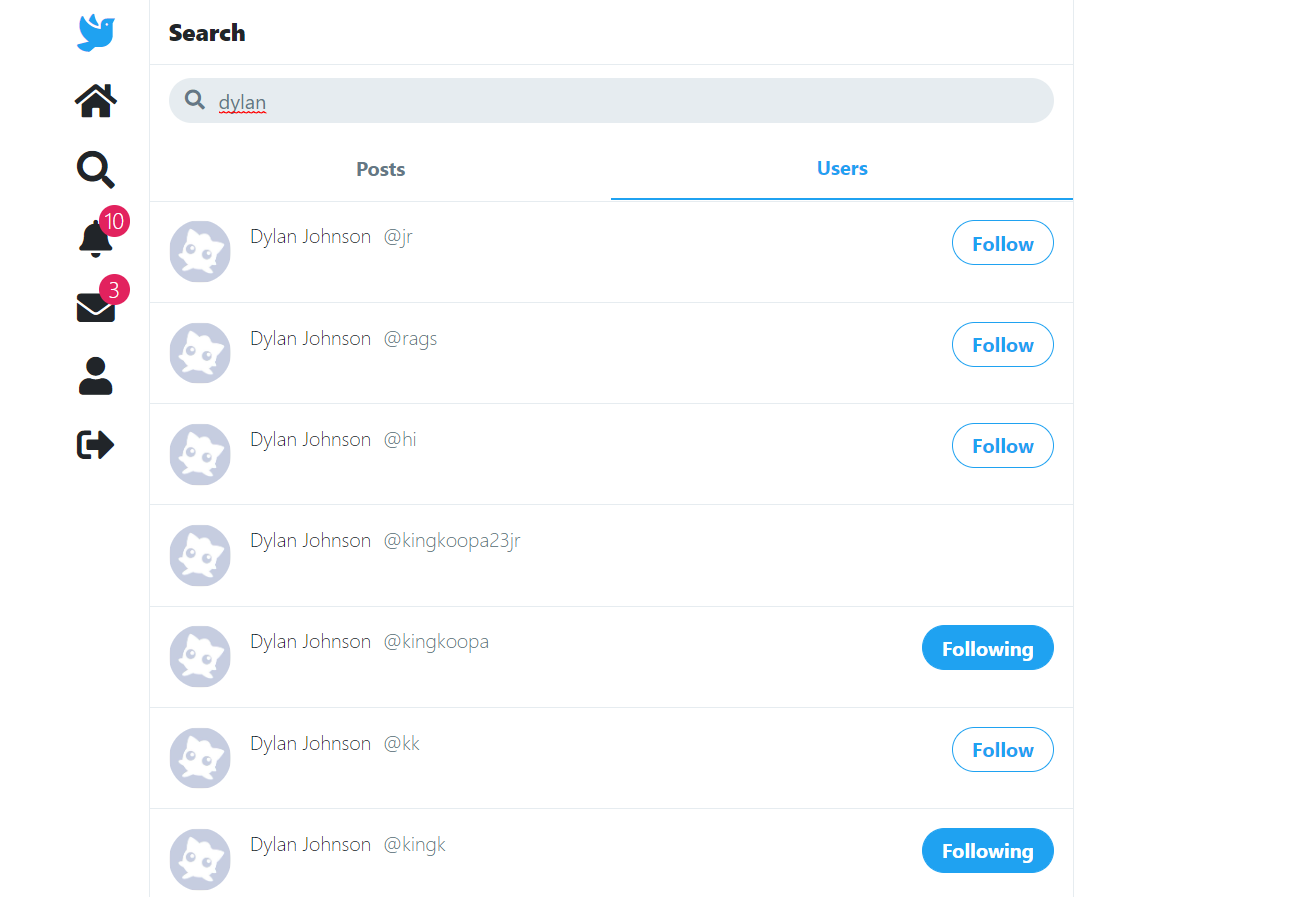 Search
dylan
Posts Users
10
3
Dylan Johnson @jr Follow
Dylan Johnson @rags Follow
Dylan Johnson @hi Follow
Dylan Johnson @kingkoopa23jr
Dylan Johnson @kingkoopa Following
Dylan Johnson @kk Follow
Dylan Johnson @kingk Following